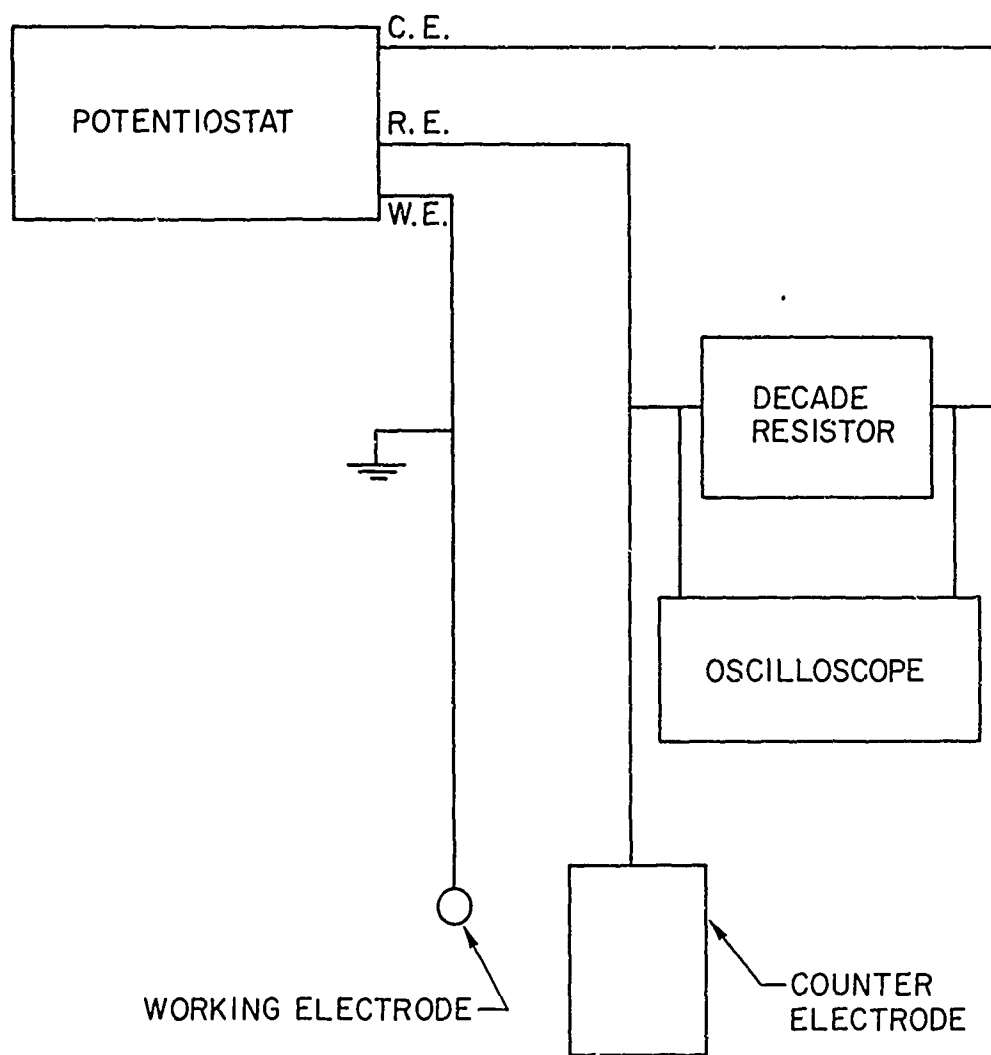 C.E.
POTENTIOSTAT
R.E.
W.E.
DECADE
RESISTOR
OSCILLOSCOPE
WORKING ELECTRODE
COUNTER
ELECTRODE